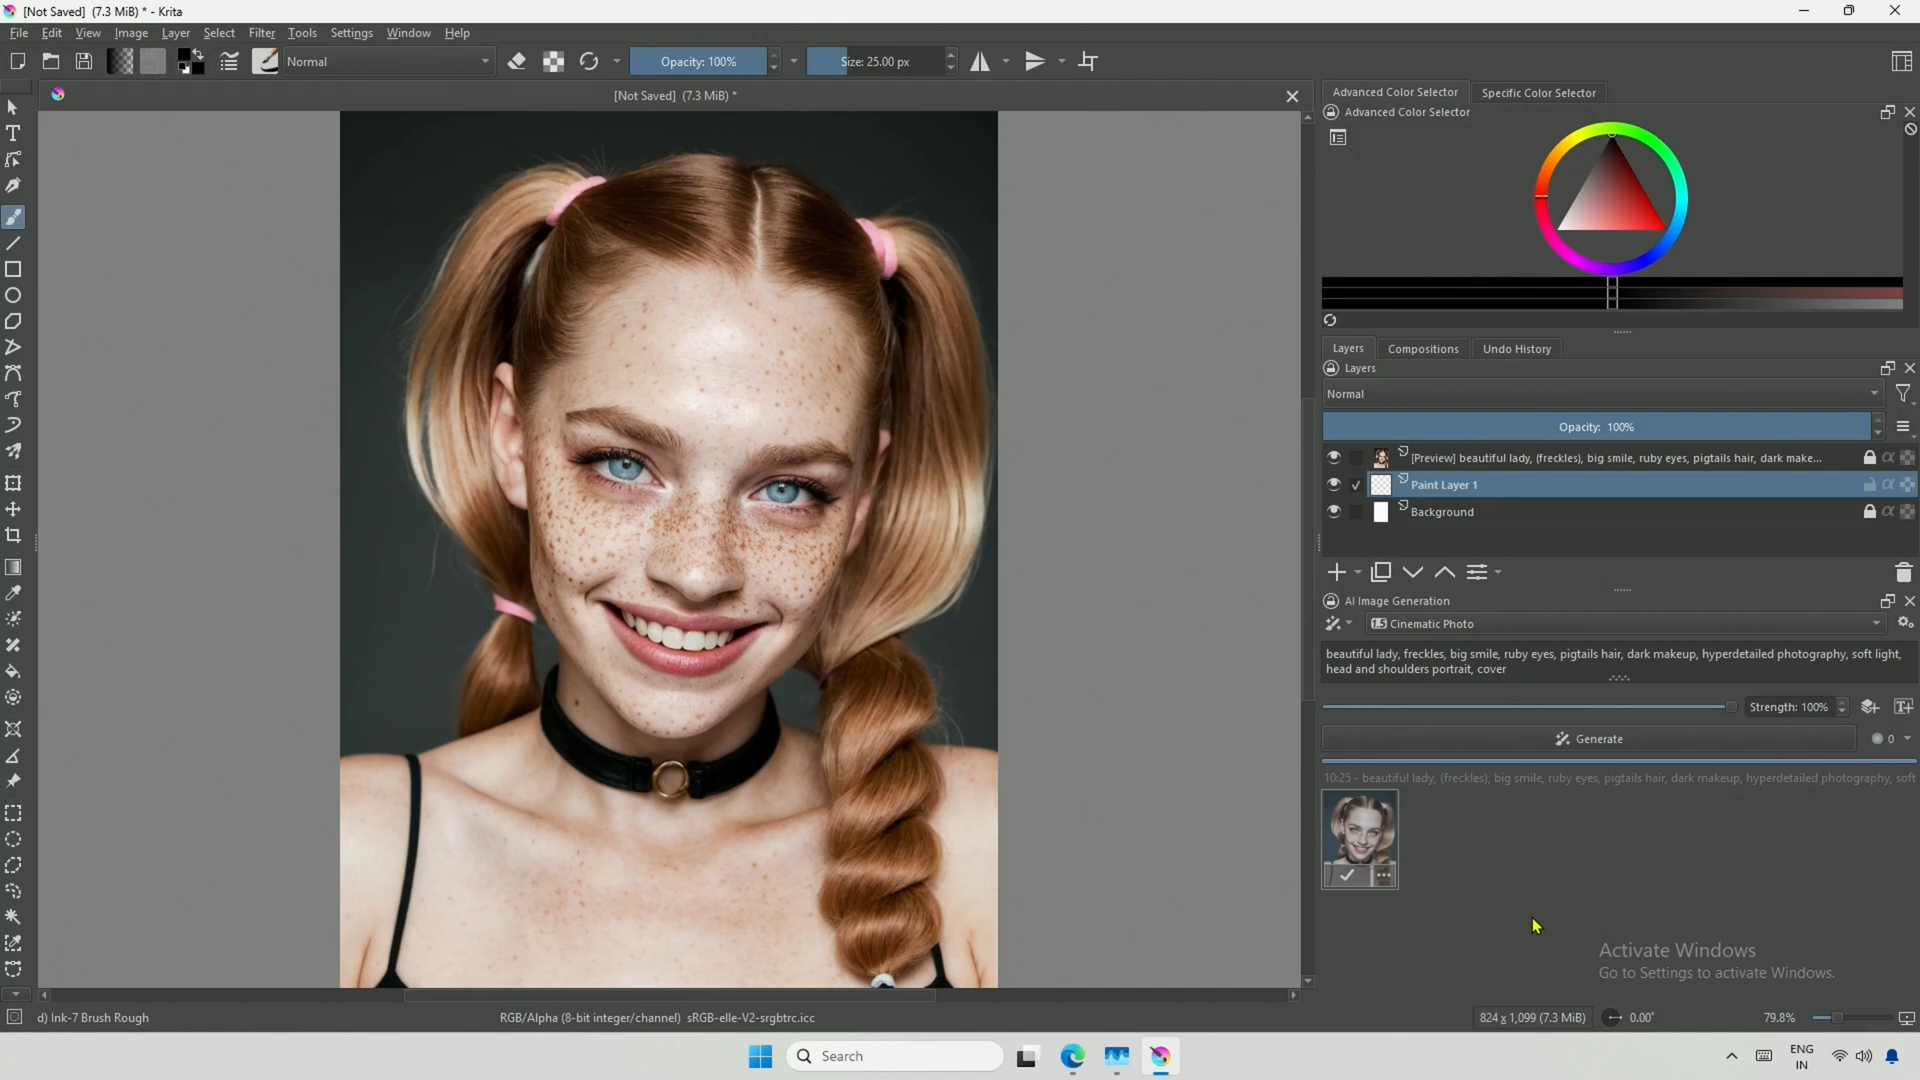 [Not Saved]  (7.3 MiB) * - Krita
File Edit View Image Layer Select Filter Tools Settings Window Help
Normal
Opacity: 100%
Size: 25.00 px
[Not Saved]  (7.3 MiB) *
Advanced Color Selector
Specific Color Selector
Advanced Color Selector
Layers
Compositions
Undo History
Layers
Normal
Opacity:  100%
[Preview] beautiful lady, (freckles), big smile, ruby eyes, pigtails hair, dark make...
Paint Layer 1
Background
AI Image Generation
1.5 Cinematic Photo
beautiful lady, freckles, big smile, ruby eyes, pigtails hair, dark makeup, hyperdetailed photography, soft light,
head and shoulders portrait, cover
Strength: 100%
Generate
0
10:25 - beautiful lady, (freckles), big smile, ruby eyes, pigtails hair, dark makeup, hyperdetailed photography, soft
Activate Windows
Go to Settings to activate Windows.
d) Ink-7 Brush Rough
RGB/Alpha (8-bit integer/channel)  sRGB-elle-V2-srgbtrc.icc
824 x 1,099 (7.3 MiB)
0.00°
79.8%
Search
ENG
IN